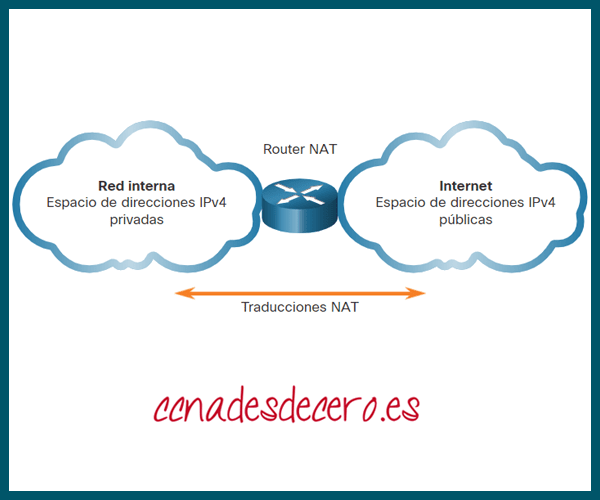 Router NAT
Red interna
Espacio de direcciones IPv4
privadas
Internet
Espacio de direcciones IPv4
públicas
Traducciones NAT
ccnadesdecero.es